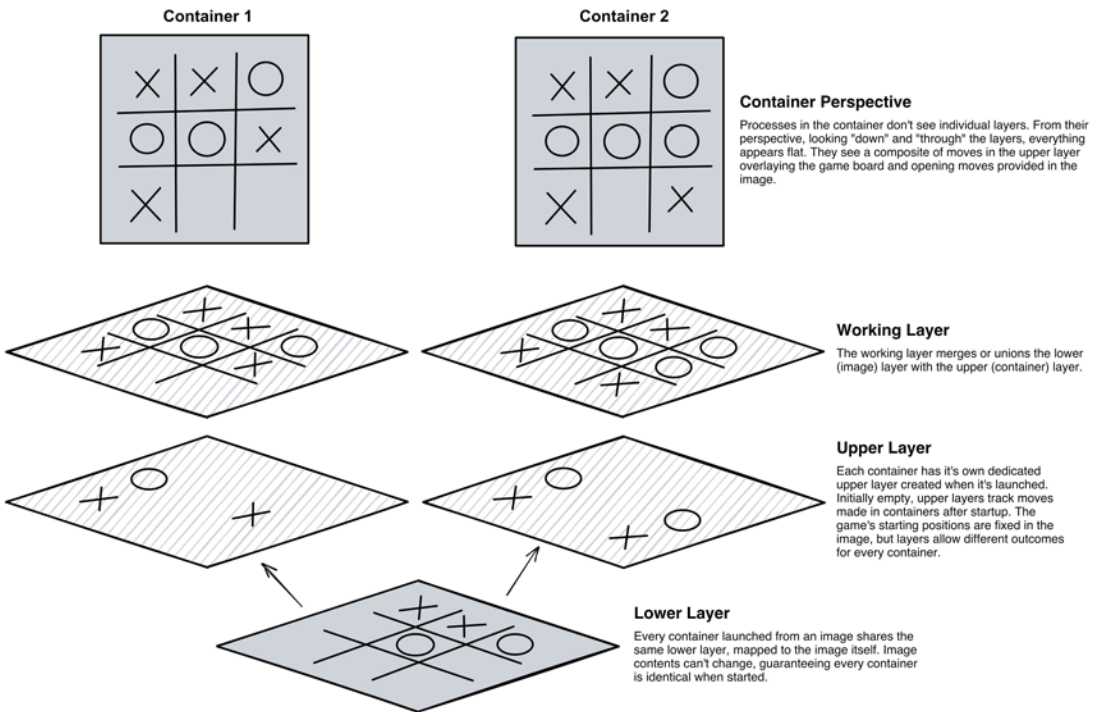 Container 1
Container 2
Container Perspective
Processes in the container don't see individual layers. From their
perspective, looking "down" and "through" the layers, everything
appears flat. They see a composite of moves in the upper layer
overlaying the game board and opening moves provided in the
image.
Working Layer
The working layer merges or unions the lower
(image) layer with the upper (container) layer.
Upper Layer
Each container has it's own dedicated
upper layer created when it's launched.
Initially empty, upper layers track moves
made in containers after startup. The
game's starting positions are fixed in the
image, but layers allow different outcomes
for every container.
Lower Layer
Every container launched from an image shares the
same lower layer, mapped to the image itself. Image
contents can't change, guaranteeing every container
is identical when started.